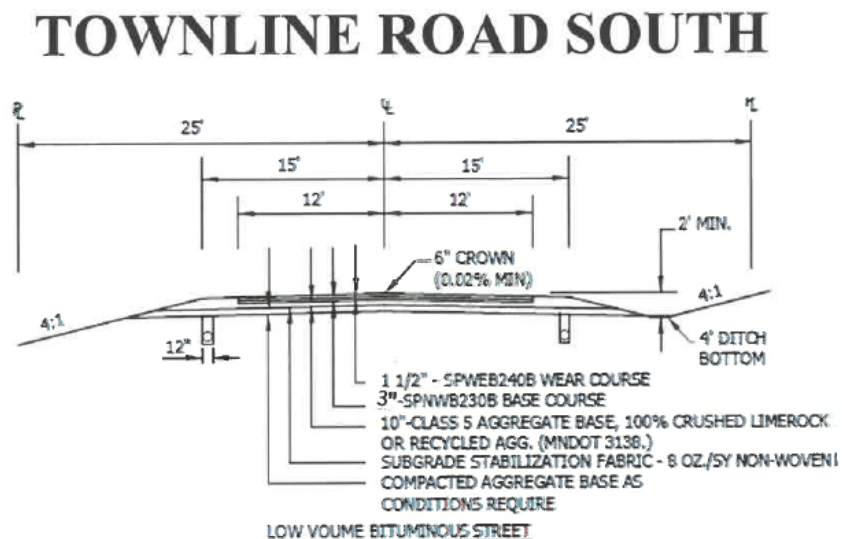 TOWNLINE ROAD SOUTH
25'
25'
15'
15'
12'
12'
2' MIN.
6" CROWN
(0.02% MIN)
4:1
4:1
12"
4' DITCH
BOTTOM
1 1/2" - SPWEB240B WEAR COURSE
3"-SPNWB230B BASE COURSE
10"-CLASS 5 AGGREGATE BASE, 100% CRUSHED LIMEROCK
OR RECYCLED AGG. (MNDOT 3138.)
SUBGRADE STABILIZATION FABRIC - 8 OZ./SY NON-WOVEN
COMPACTED AGGREGATE BASE AS
CONDITIONS REQUIRE
LOW VOUME BITUMINOUS STREET